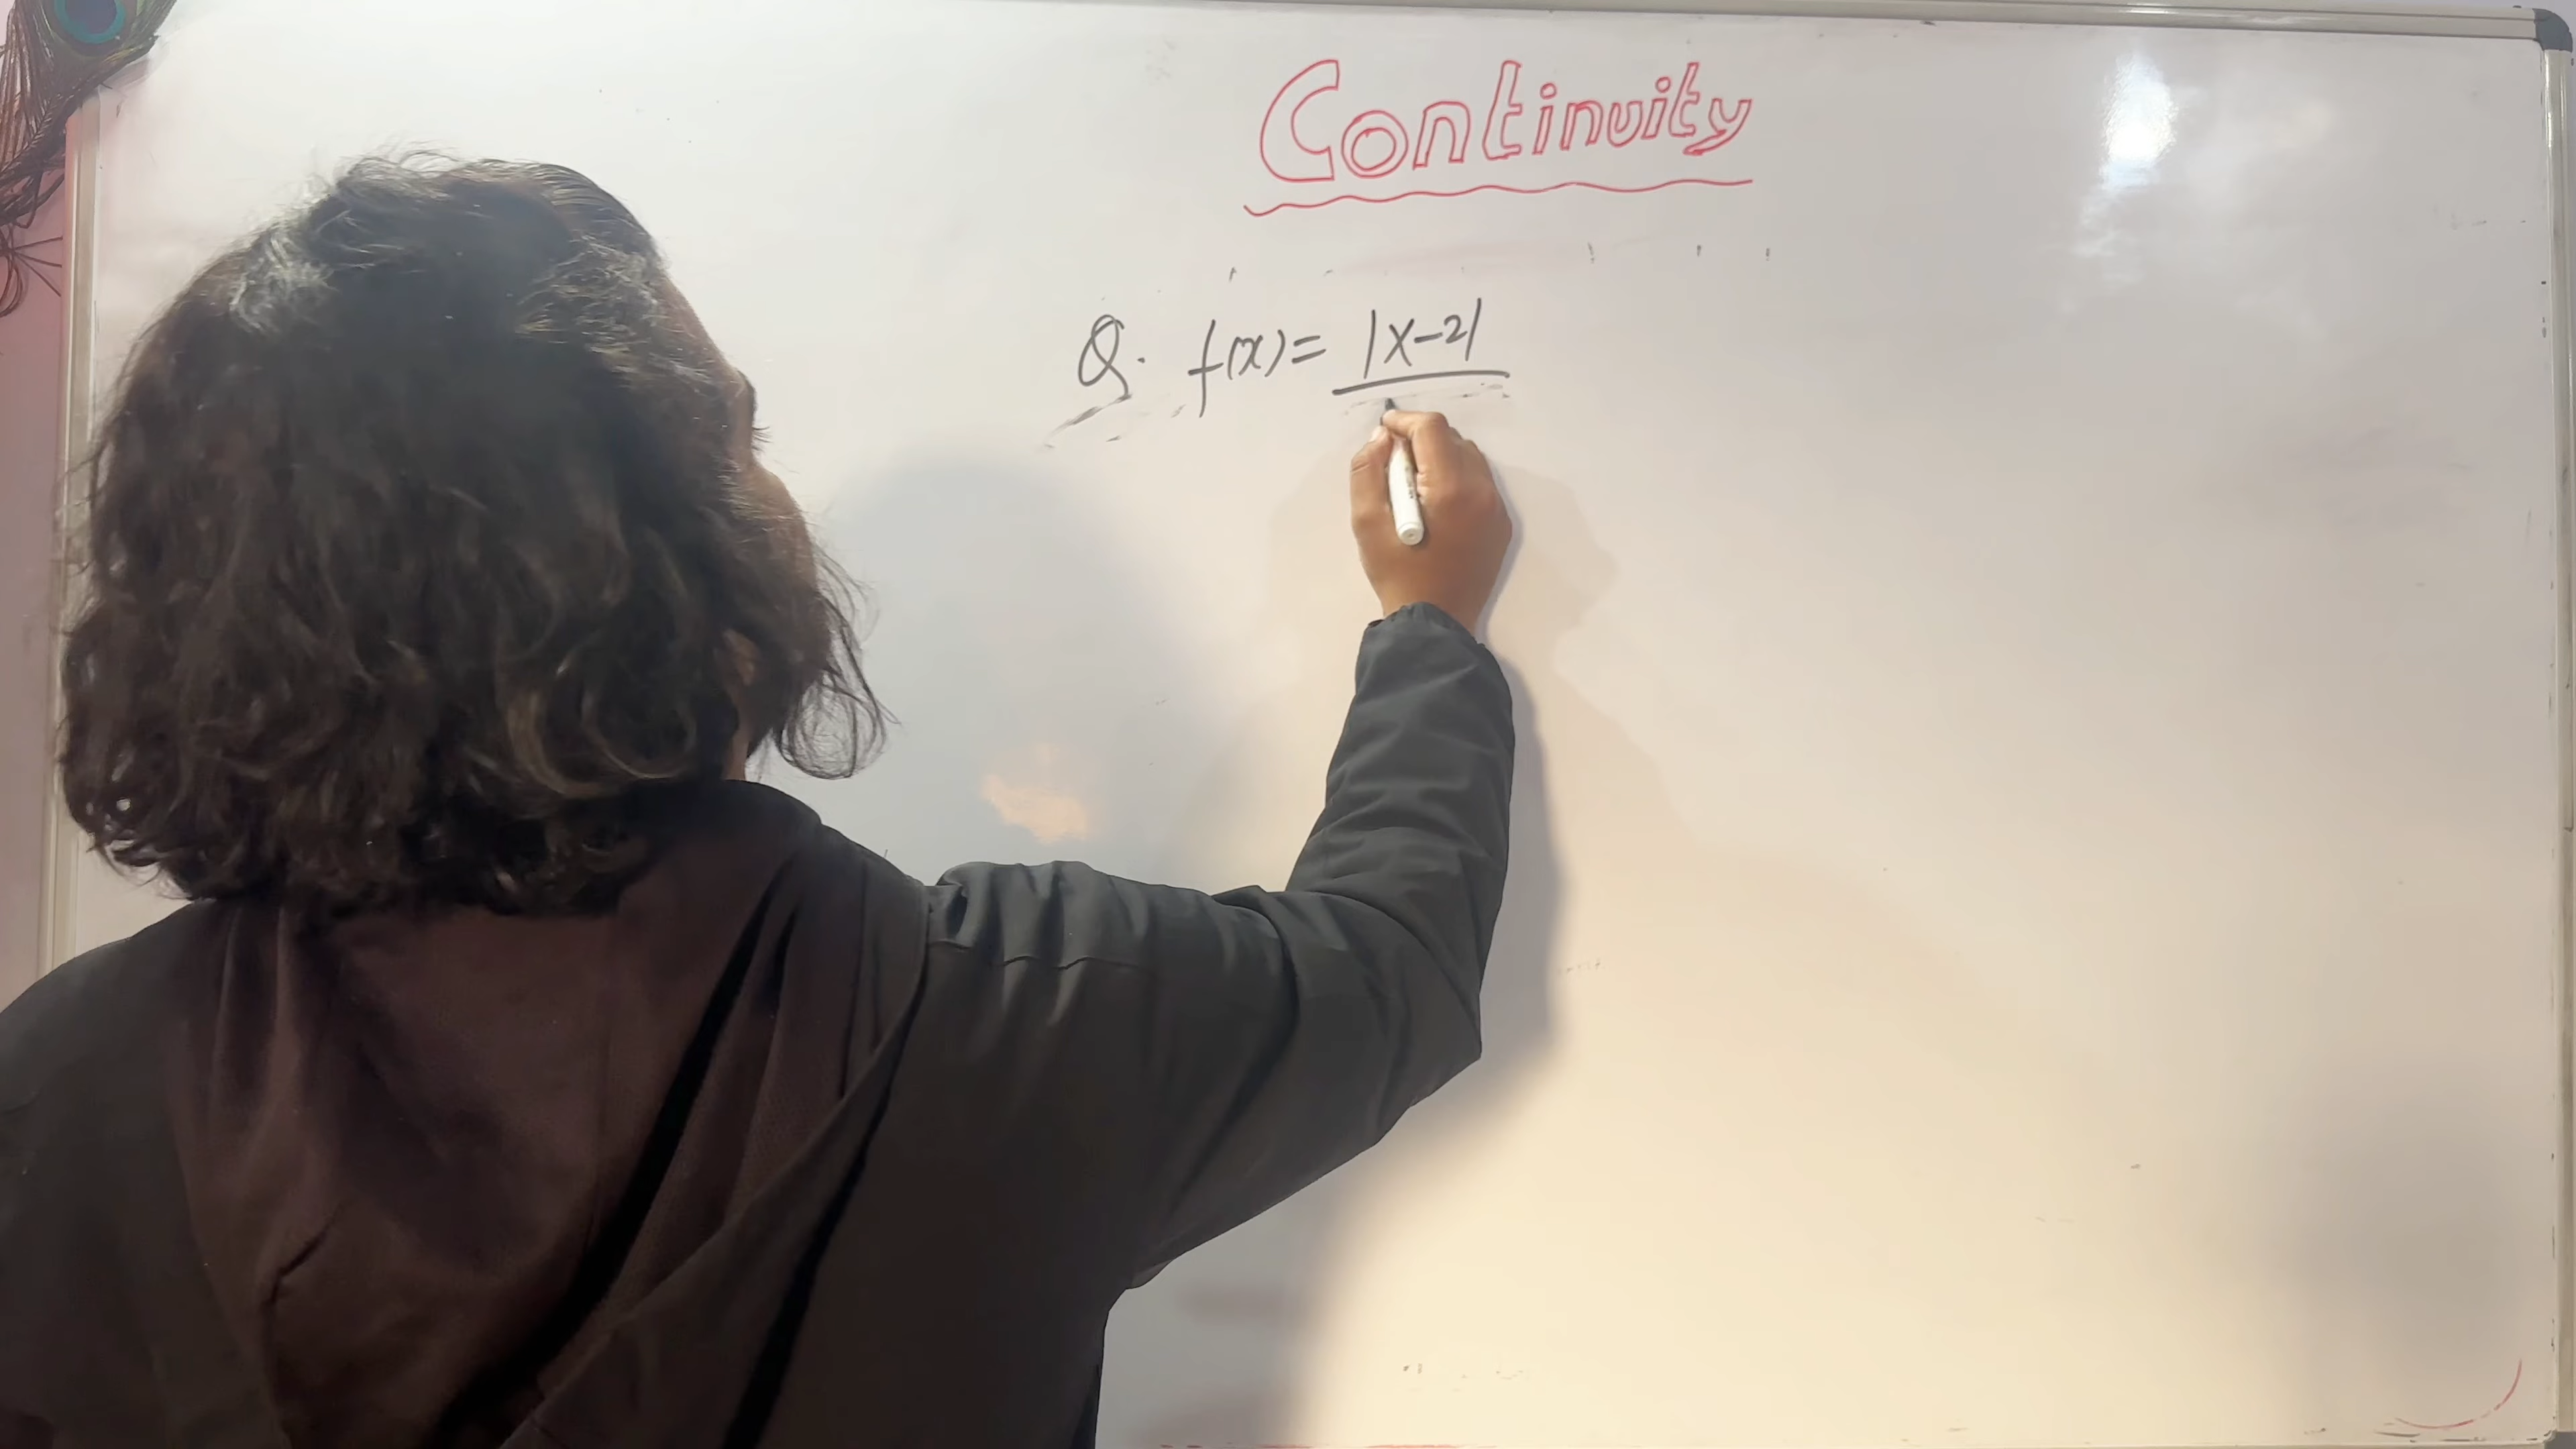 Continuity
Q. f(x) = |x-2|